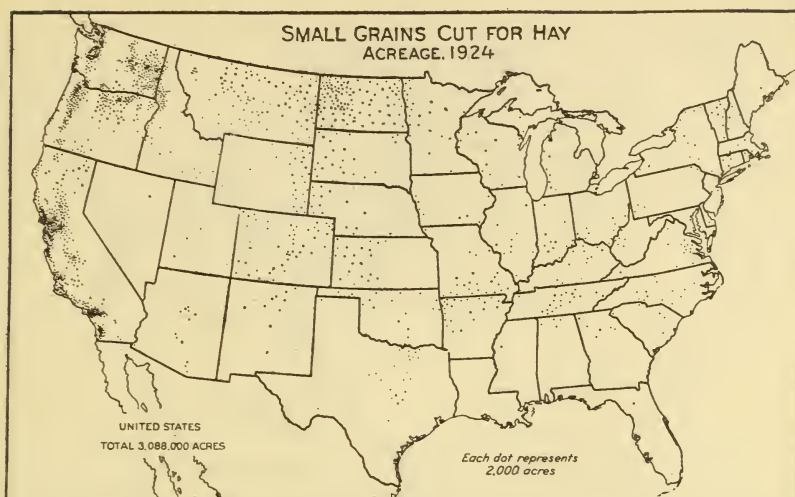 SMALL GRAINS CUT FOR HAY
ACREAGE, 1924
UNITED STATES
TOTAL 3,088,000 ACRES
Each dot represents
2,000 acres